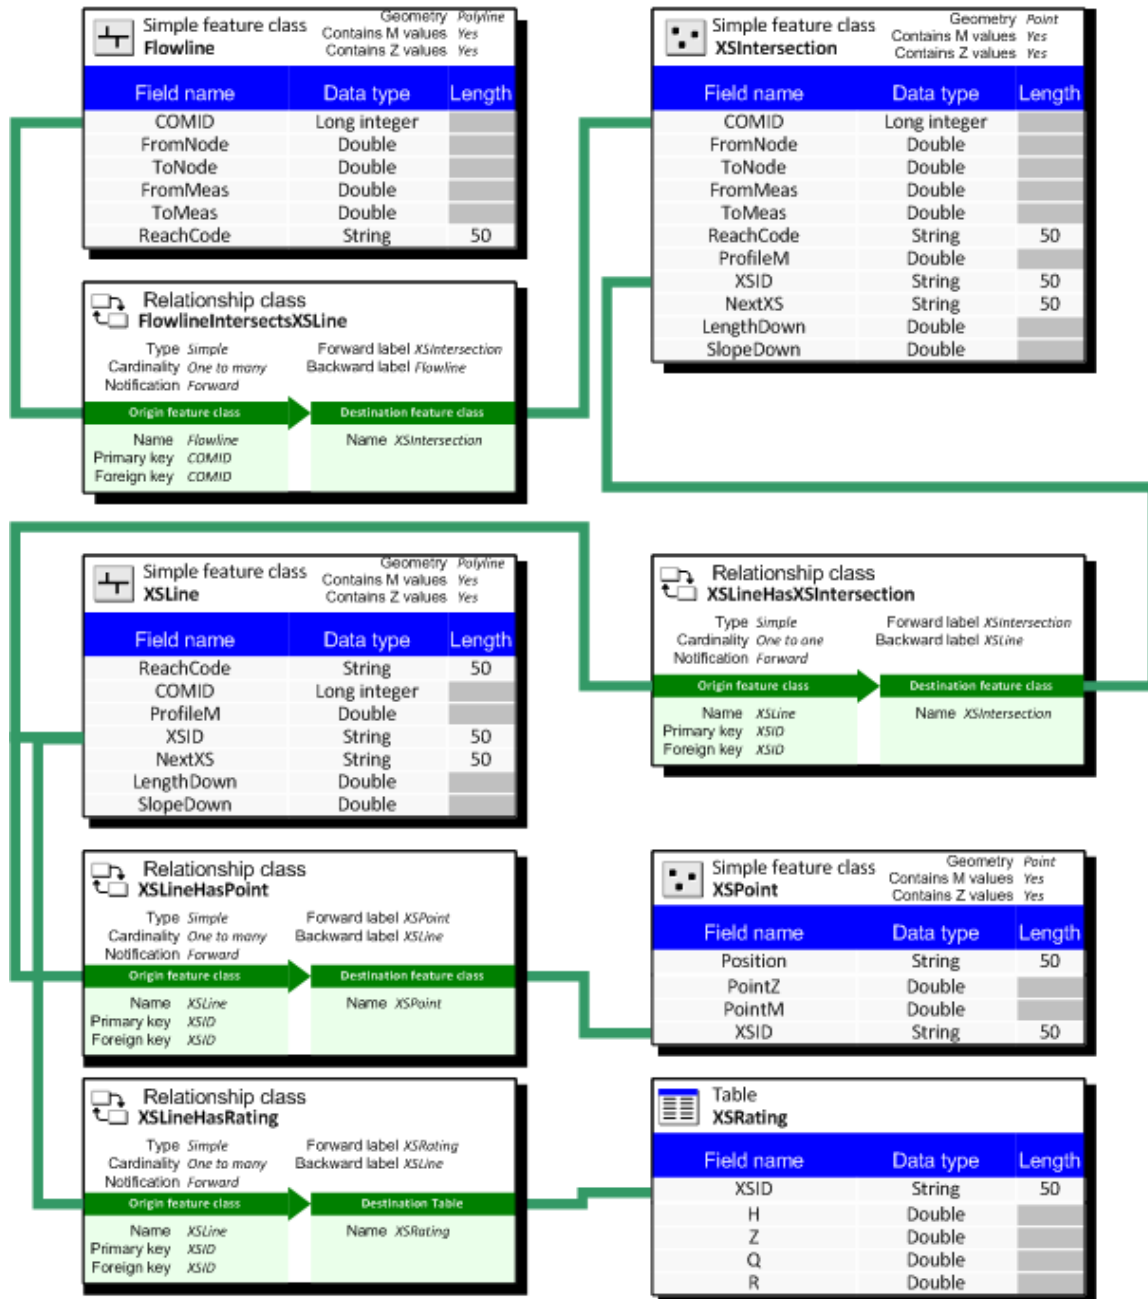 Simple feature class
Flowline
Geometry Polyline
Contains M values Yes
Contains Z values Yes
Field name Data type Length
COMID Long integer
FromNode Double
ToNode Double
FromMeas Double
ToMeas Double
ReachCode String 50
Simple feature class
XSIntersection
Geometry Point
Contains M values Yes
Contains Z values Yes
Field name Data type Length
COMID Long integer
FromNode Double
ToNode Double
FromMeas Double
ToMeas Double
ReachCode String 50
ProfileM Double
XSID String 50
NextXS String 50
LengthDown Double
SlopeDown Double
Relationship class
FlowlineIntersectsXSLine
Type Simple Forward label XSIntersection
Cardinality One to many Backward label Flowline
Notification Forward
Origin feature class Destination feature class
Name Flowline Name XSIntersection
Primary key COMID
Foreign key COMID
Simple feature class
XSLine
Geometry Polyline
Contains M values Yes
Contains Z values Yes
Field name Data type Length
ReachCode String 50
COMID Long integer
ProfileM Double
XSID String 50
NextXS String 50
LengthDown Double
SlopeDown Double
Relationship class
XSLineHasXSIntersection
Type Simple Forward label XSIntersection
Cardinality One to one Backward label XSLine
Notification Forward
Origin feature class Destination feature class
Name XSLine Name XSIntersection
Primary key XSID
Foreign key XSID
Relationship class
XSLineHasPoint
Type Simple Forward label XSPoint
Cardinality One to many Backward label XSLine
Notification Forward
Origin feature class Destination feature class
Name XSLine Name XSPoint
Primary key XSID
Foreign key XSID
Simple feature class
XSPoint
Geometry Point
Contains M values Yes
Contains Z values Yes
Field name Data type Length
Position String 50
PointZ Double
PointM Double
XSID String 50
Relationship class
XSLineHasRating
Type Simple Forward label XSRating
Cardinality One to many Backward label XSLine
Notification Forward
Origin feature class Destination Table
Name XSLine Name XSRating
Primary key XSID
Foreign key XSID
Table
XSRating
Field name Data type Length
XSID String 50
H Double
Z Double
Q Double
R Double